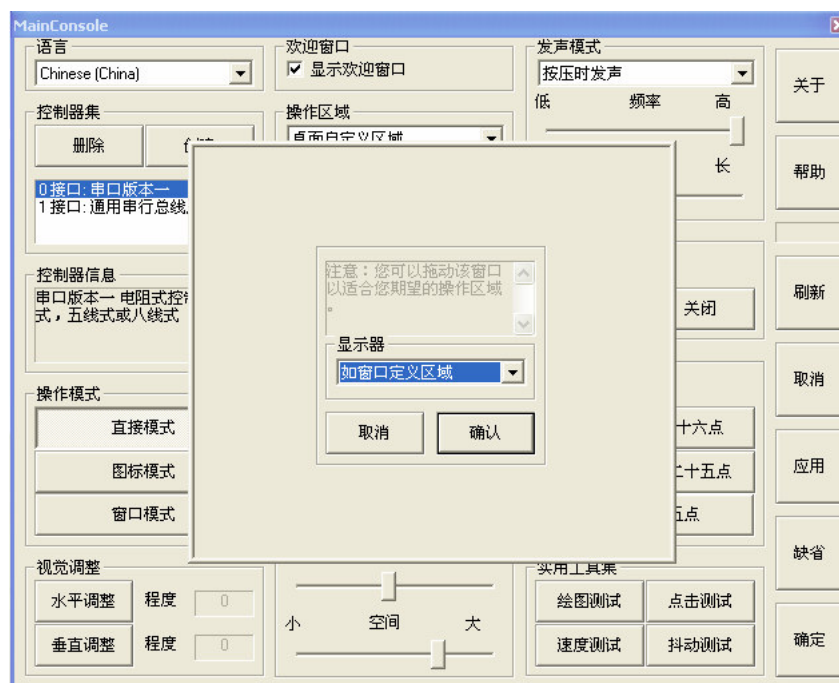 MainConsole
语言
Chinese (China)
欢迎窗口
显示欢迎窗口
发声模式
按压时发声
低 频率 高
长
关于
帮助
刷新
取消
应用
缺省
确定
控制器集
删除
操作区域
桌面自定义区域
0 接口: 串口版本一
1 接口: 通用串行总线
控制器信息
串口版本一 电阻式控
式，五线式或八线式
关闭
注意：您可以拖动该窗口
以适合您期望的操作区域
。
显示器
如窗口定义区域
取消
确认
操作模式
直接模式
图标模式
窗口模式
十六点
二十五点
五点
视觉调整
水平调整 程度 0
垂直调整 程度 0
小 空间 大
实用工具集
绘图测试
点击测试
速度测试
抖动测试